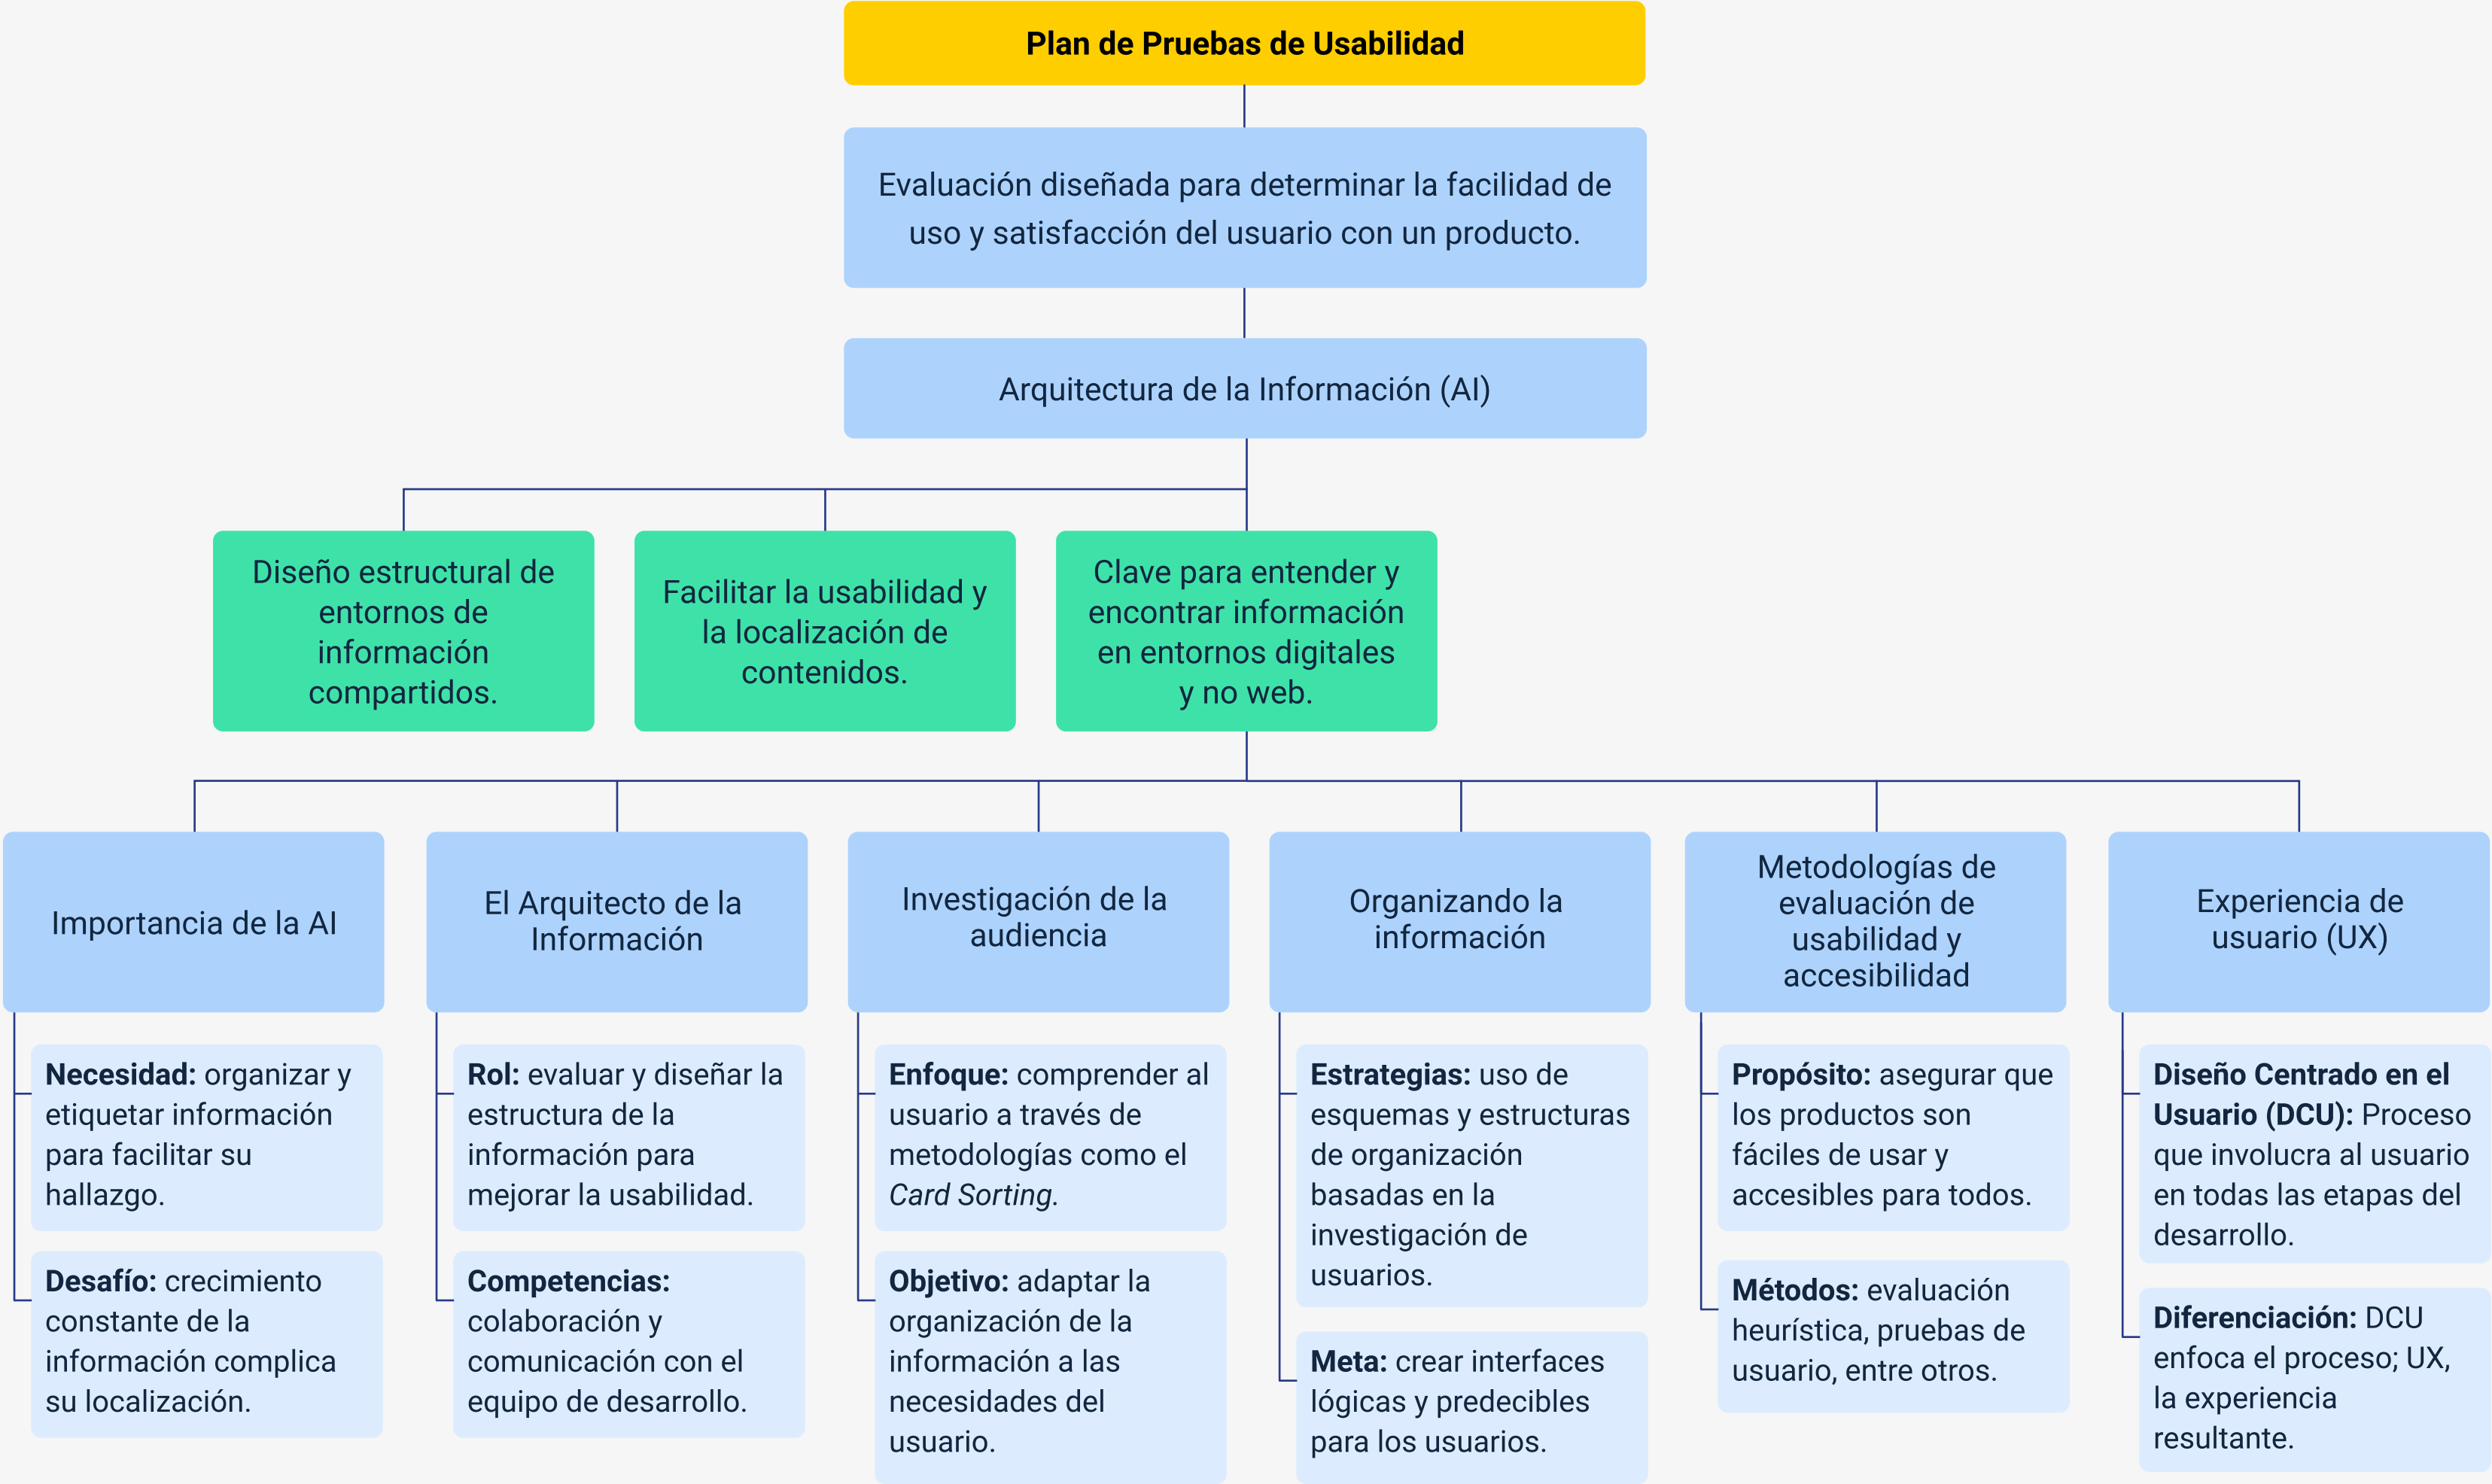 Plan de Pruebas de Usabilidad
Evaluación diseñada para determinar la facilidad de
uso y satisfacción del usuario con un producto.
Arquitectura de la Información (AI)
Diseño estructural de
entornos de
información
compartidos.
Facilitar la usabilidad y
la localización de
contenidos.
Clave para entender y
encontrar información
en entornos digitales
y no web.
Importancia de la AI
Necesidad: organizar y
etiquetar información
para facilitar su
hallazgo.
Desafío: crecimiento
constante de la
información complica
su localización.
El Arquitecto de la
Información
Rol: evaluar y diseñar la
estructura de la
información para
mejorar la usabilidad.
Competencias:
colaboración y
comunicación con el
equipo de desarrollo.
Investigación de la
audiencia
Enfoque: comprender al
usuario a través de
metodologías como el
Card Sorting.
Objetivo: adaptar la
organización de la
información a las
necesidades del
usuario.
Organizando la
información
Estrategias: uso de
esquemas y estructuras
de organización
basadas en la
investigación de
usuarios.
Meta: crear interfaces
lógicas y predecibles
para los usuarios.
Metodologías de
evaluación de
usabilidad y
accesibilidad
Propósito: asegurar que
los productos son
fáciles de usar y
accesibles para todos.
Métodos: evaluación
heurística, pruebas de
usuario, entre otros.
Experiencia de
usuario (UX)
Diseño Centrado en el
Usuario (DCU): Proceso
que involucra al usuario
en todas las etapas del
desarrollo.
Diferenciación: DCU
enfoca el proceso; UX,
la experiencia
resultante.